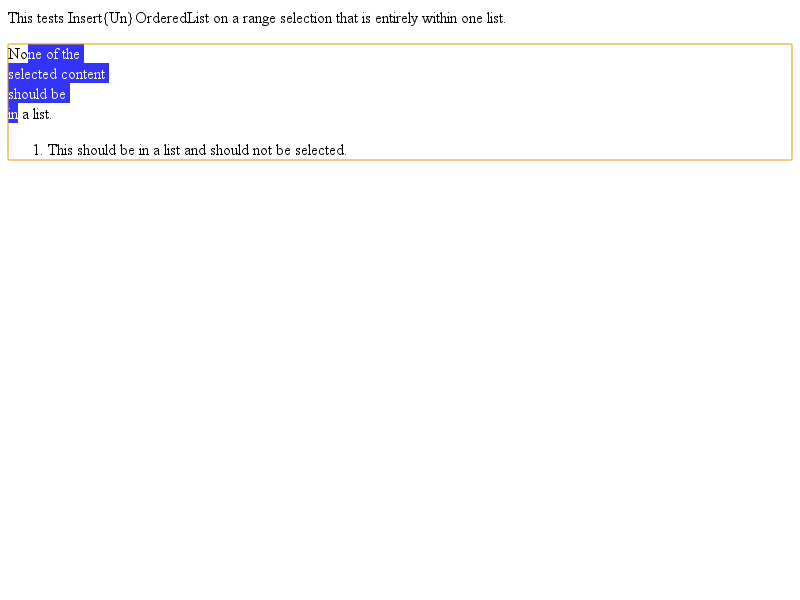 This tests Insert{Un}OrderedList on a range selection that is entirely within one list.
None of the
selected content
should be
in a list.
1. This should be in a list and should not be selected.